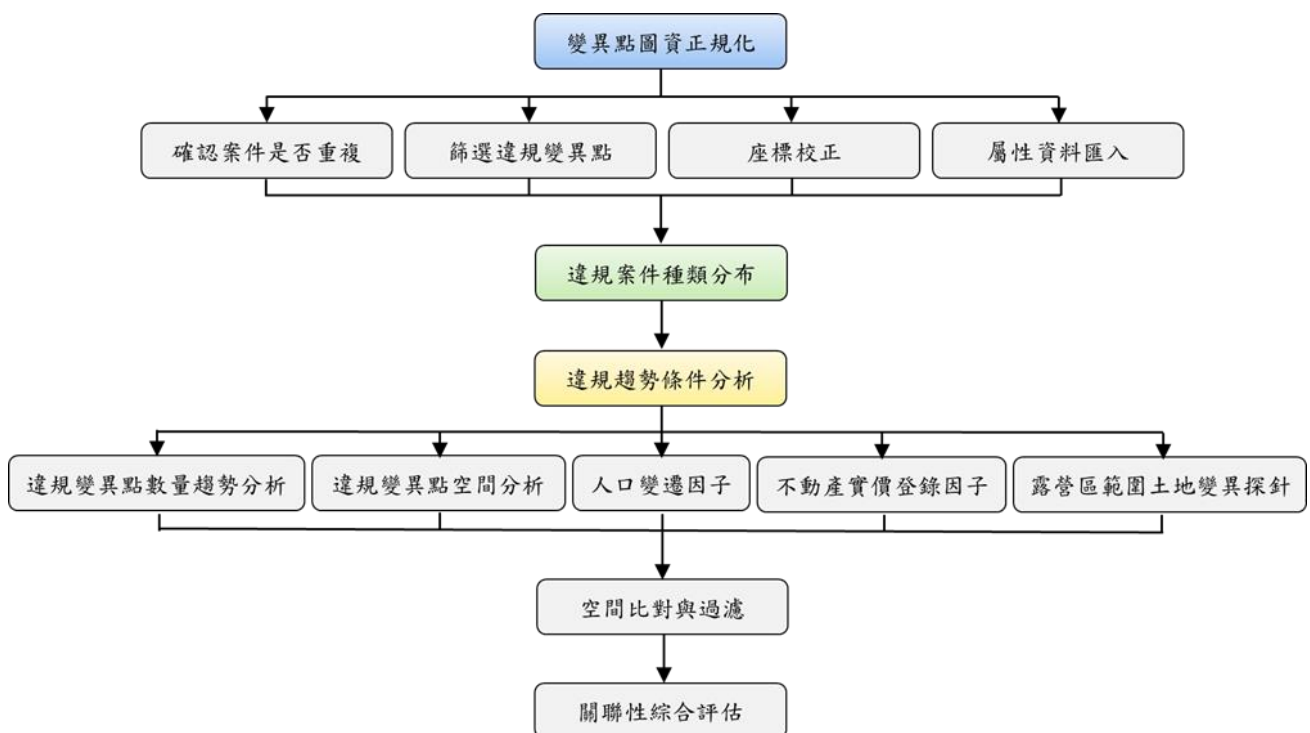 變異點圖資正規化
確認案件是否重複
篩選違規變異點
座標校正
屬性資料匯入
違規案件種類分布
違規趨勢條件分析
違規變異點數量趨勢分析
違規變異點空間分析
人口變遷因子
不動產實價登錄因子
露營區範圍土地變異探針
空間比對與過濾
關聯性綜合評估